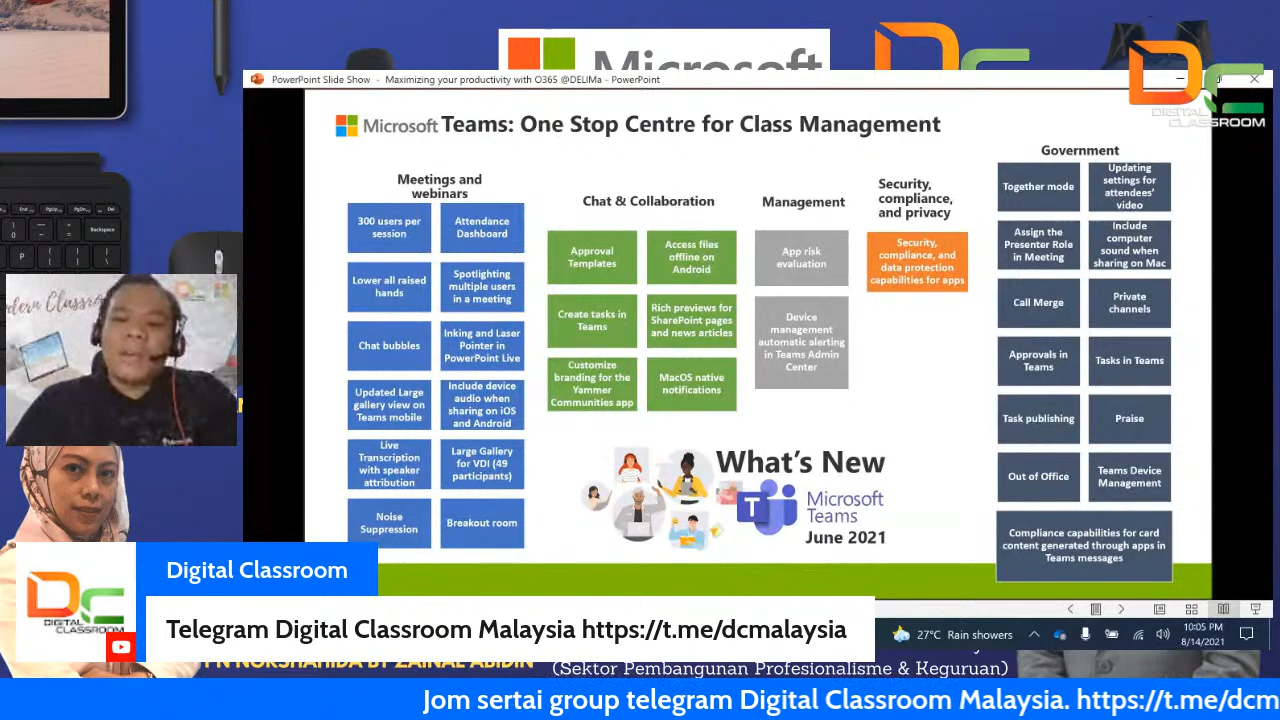 Microsoft
PowerPoint Slide Show - Maximizing your productivity with O365 @DELIMa - PowerPoint
DIGITAL
CLASSROOM
Microsoft Teams: One Stop Centre for Class Management
Meetings and
webinars
300 users per
session
Attendance
Dashboard
Lower all raised
hands
Spotlighting
multiple users
in a meeting
Chat bubbles
Inking and Laser
Pointer in
PowerPoint Live
Updated Large
gallery view on
Teams mobile
Include device
audio when
sharing on iOS
and Android
Live
Transcription
with speaker
attribution
Large Gallery
for VDI (49
participants)
Noise
Suppression
Breakout room
Chat & Collaboration
Approval
Templates
Access files
offline on
Android
Create tasks in
Teams
Rich previews for
SharePoint pages
and news articles
Customize
branding for the
Yammer
Communities app
MacOS native
notifications
Management
App risk
evaluation
Device
management
automatic alerting
in Teams Admin
Center
Security,
compliance,
and privacy
Security,
compliance, and
data protection
capabilities for apps
Government
Together mode
Updating
settings for
attendees'
video
Assign the
Presenter Role
in Meeting
Include
computer
sound when
sharing on Mac
Call Merge
Private
channels
Approvals in
Teams
Tasks in Teams
Task publishing
Praise
Out of Office
Teams Device
Management
Compliance capabilities for card
content generated through apps in
Teams messages
What's New
T
Microsoft
Teams
June 2021
Backspace
Digital Classroom
DIGITAL
CLASSROOM
Telegram Digital Classroom Malaysia https://t.me/dcmalaysia
27°C Rain showers
10:05 PM
8/14/2021
NORSHAHIDA BY ZAINAL ABIDIN
(Sektor Pembangunan Profesionalisme & Keguruan)
Jom sertai group telegram Digital Classroom Malaysia. https://t.me/dcm